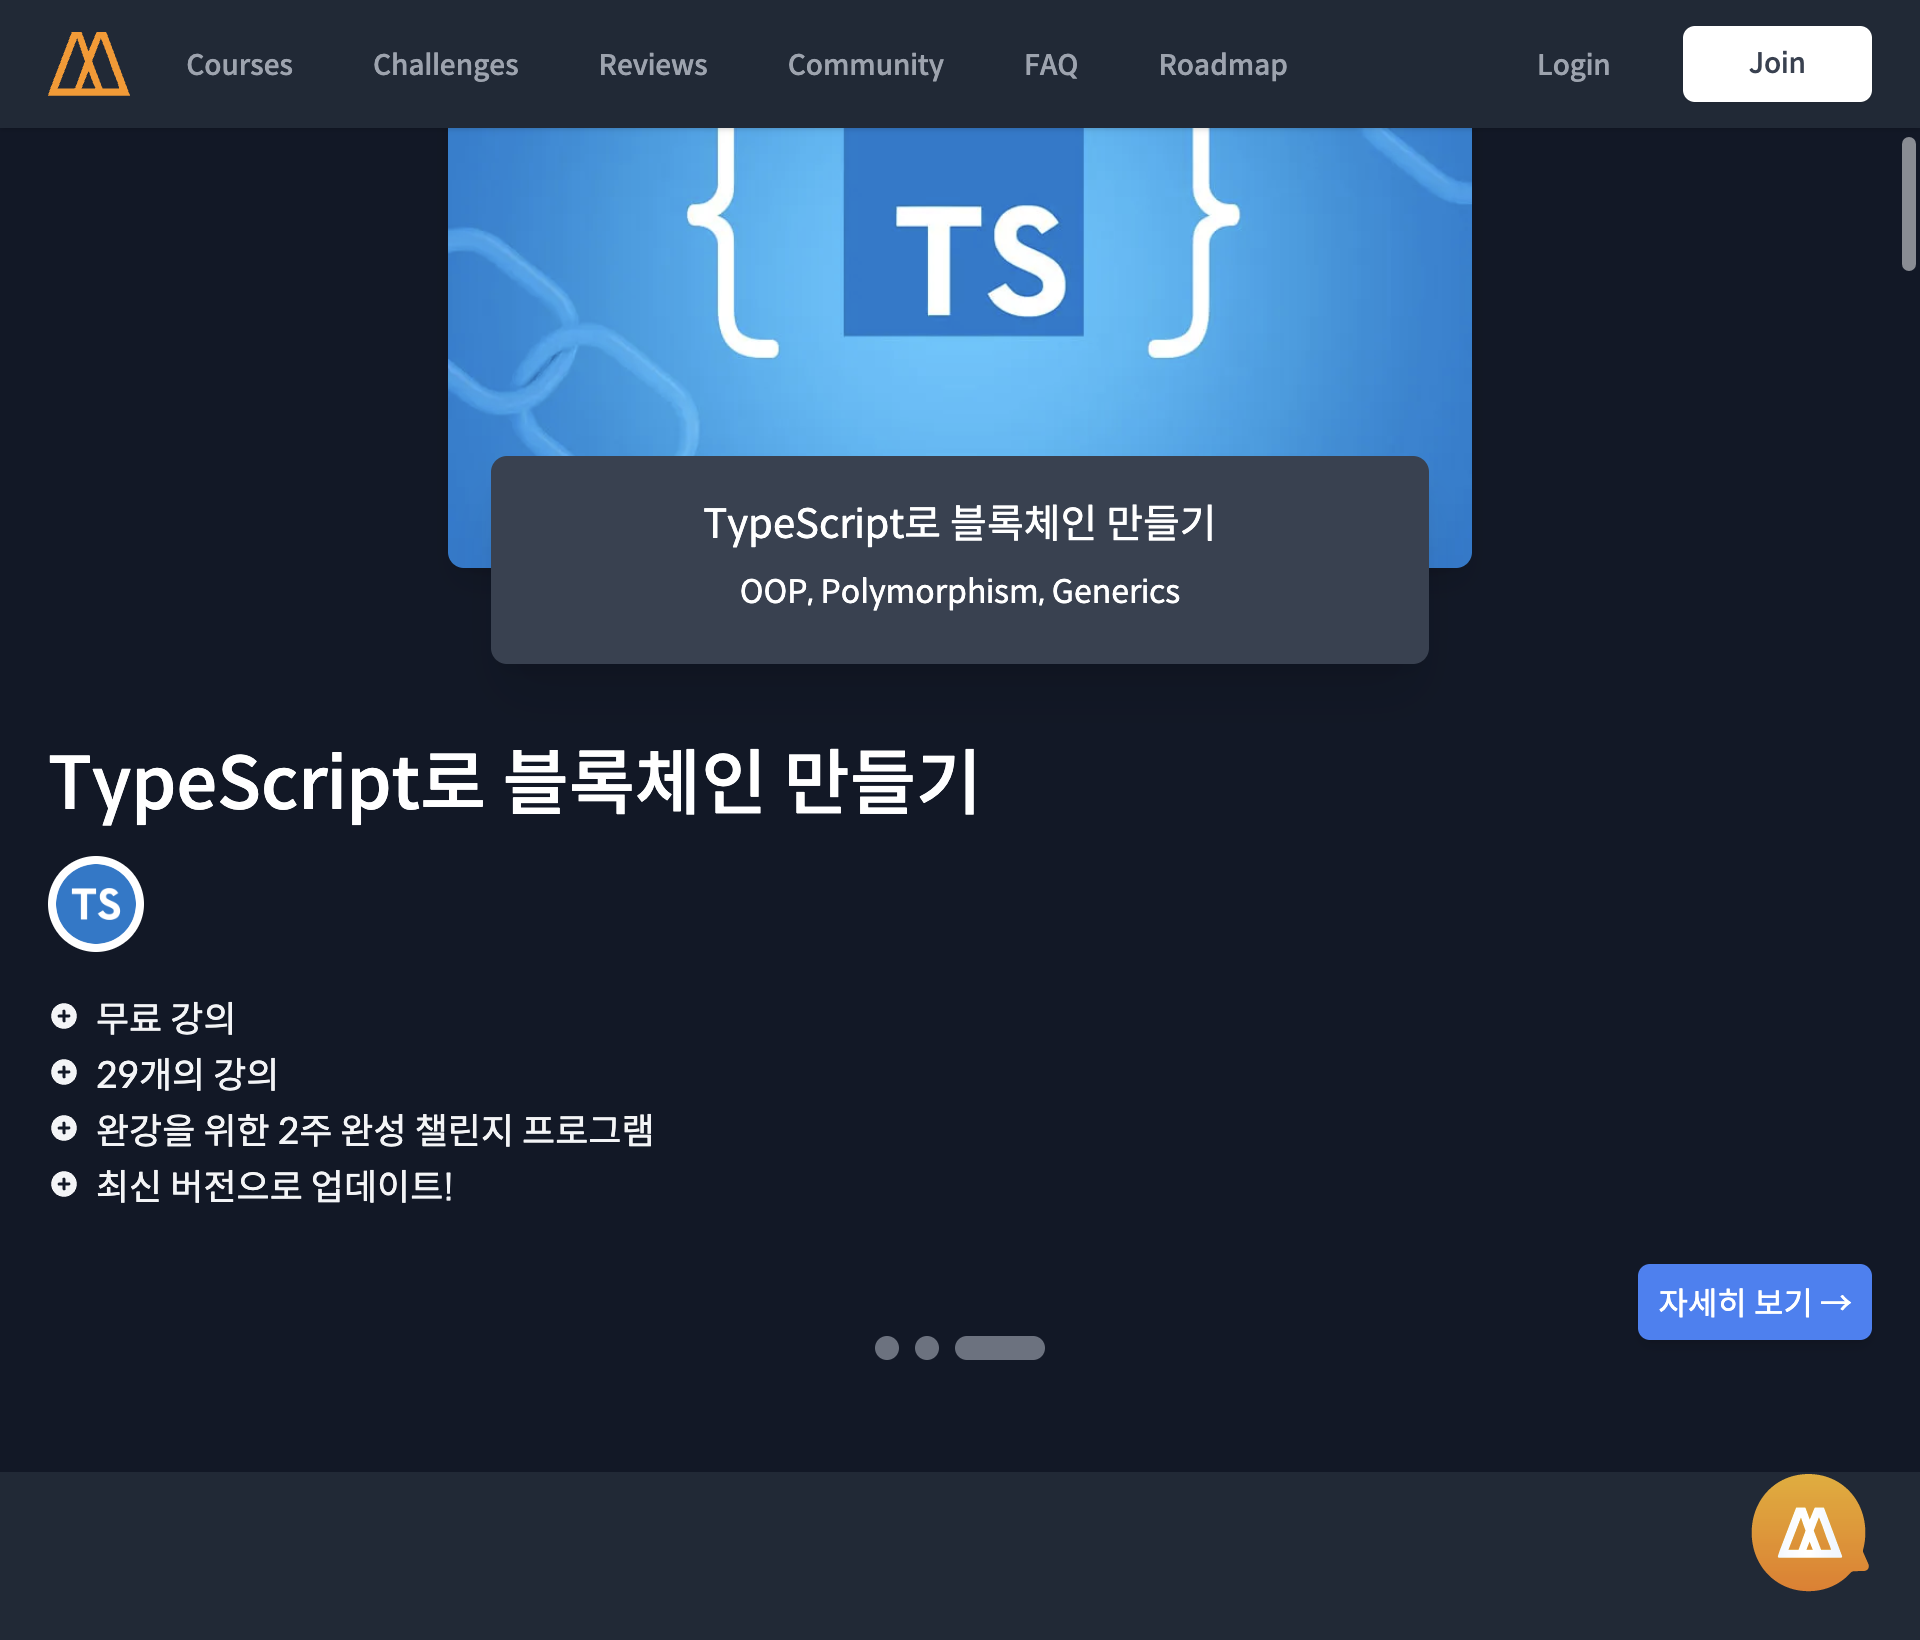 Courses Challenges Reviews Community FAQ Roadmap Login Join
TS
TypeScript로 블록체인 만들기
OOP, Polymorphism, Generics
TypeScript로 블록체인 만들기
TS
무료 강의
29개의 강의
완강을 위한 2주 완성 챌린지 프로그램
최신 버전으로 업데이트!
자세히 보기 →